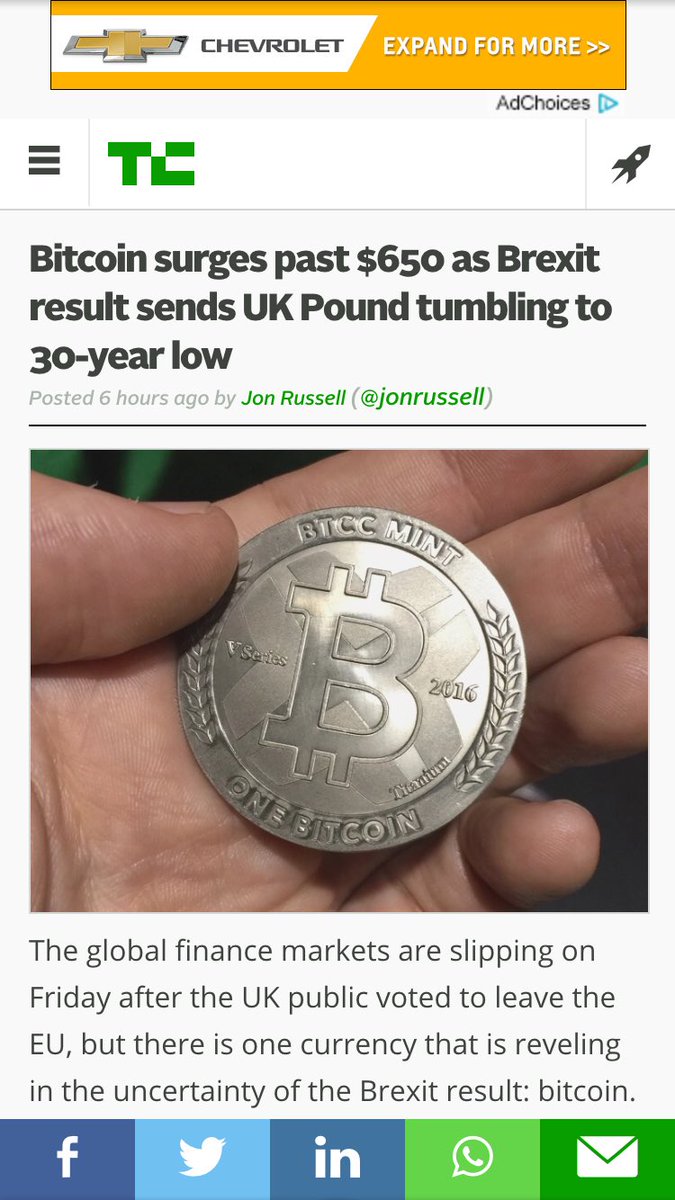 CHEVROLET EXPAND FOR MORE >>
AdChoices
TC
Bitcoin surges past $650 as Brexit
result sends UK Pound tumbling to
30-year low
Posted 6 hours ago by Jon Russell (@jonrussell)
BTCC MINT
V Series
2016
Titanium
ONE BITCOIN
The global finance markets are slipping on
Friday after the UK public voted to leave the
EU, but there is one currency that is reveling
in the uncertainty of the Brexit result: bitcoin.
f
in